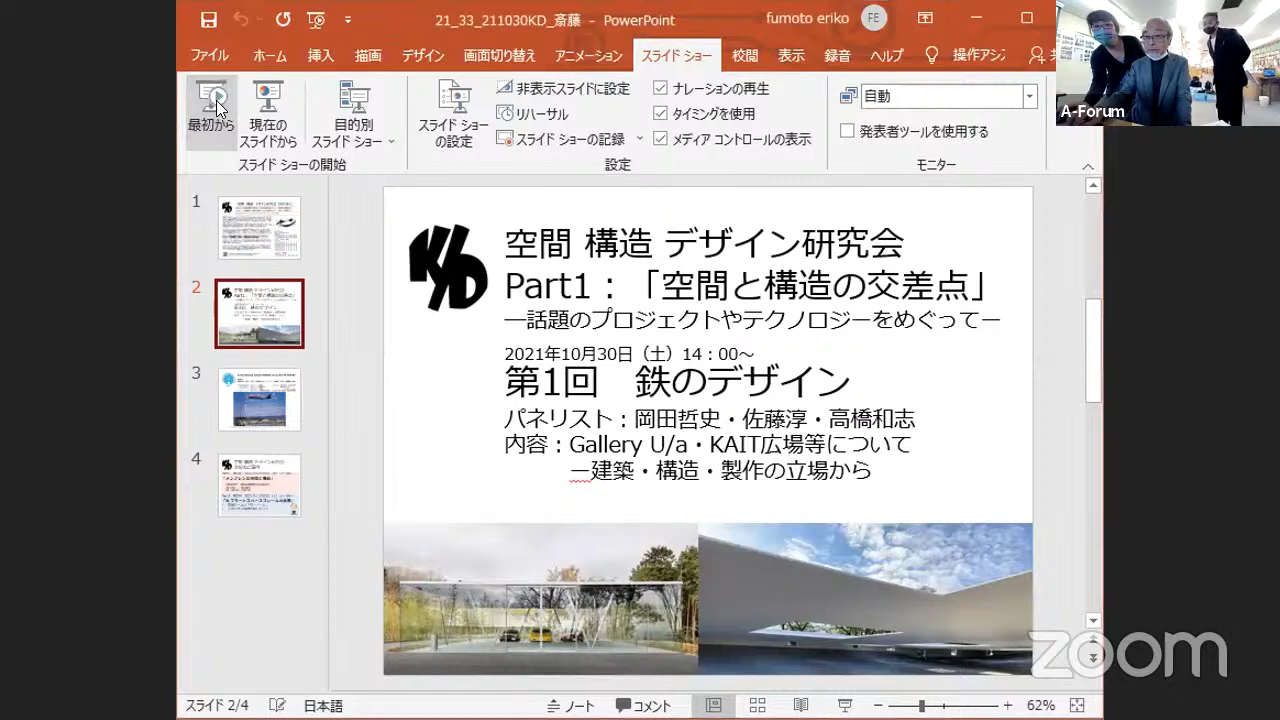 21_33_211030KD_斎藤 - PowerPoint
fumoto eriko
FE
ファイル
ホーム
挿入
描画
デザイン
画面切り替え
アニメーション
スライド ショー
校閲
表示
録音
ヘルプ
操作アシ
最初から
現在の
スライドから
目的別
スライド ショー
スライド ショーの開始
スライド ショー
の設定
非表示スライドに設定
リハーサル
スライド ショーの記録
ナレーションの再生
タイミングを使用
メディア コントロールの表示
設定
自動
発表者ツールを使用する
モニター
A-Forum
1
2
3
4
空間 構造 デザイン研究会
Part1：「空間と構造の交差点」
―話題のプロジェクトやテクノロジーをめぐって―
2021年10月30日（土）14：00～
第1回　鉄のデザイン
パネリスト：岡田哲史・佐藤淳・高橋和志
内容：Gallery U/a・KAIT広場等について
―建築・構造・製作の立場から
zoom
スライド 2/4
日本語
ノート
コメント
62%